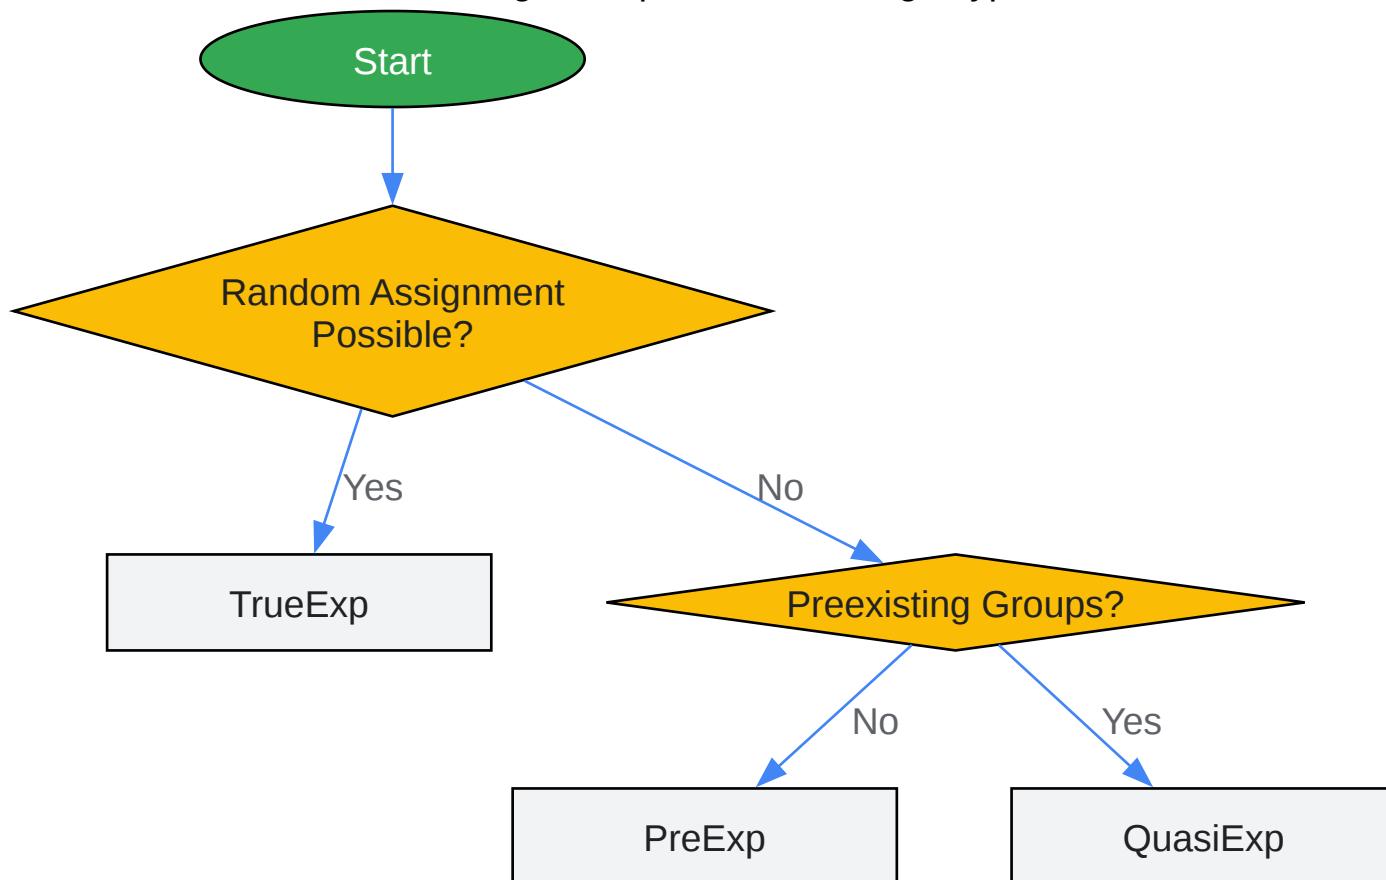 Start
Random Assignment
Possible?
Yes
No
TrueExp
Preexisting Groups?
No
Yes
PreExp
QuasiExp